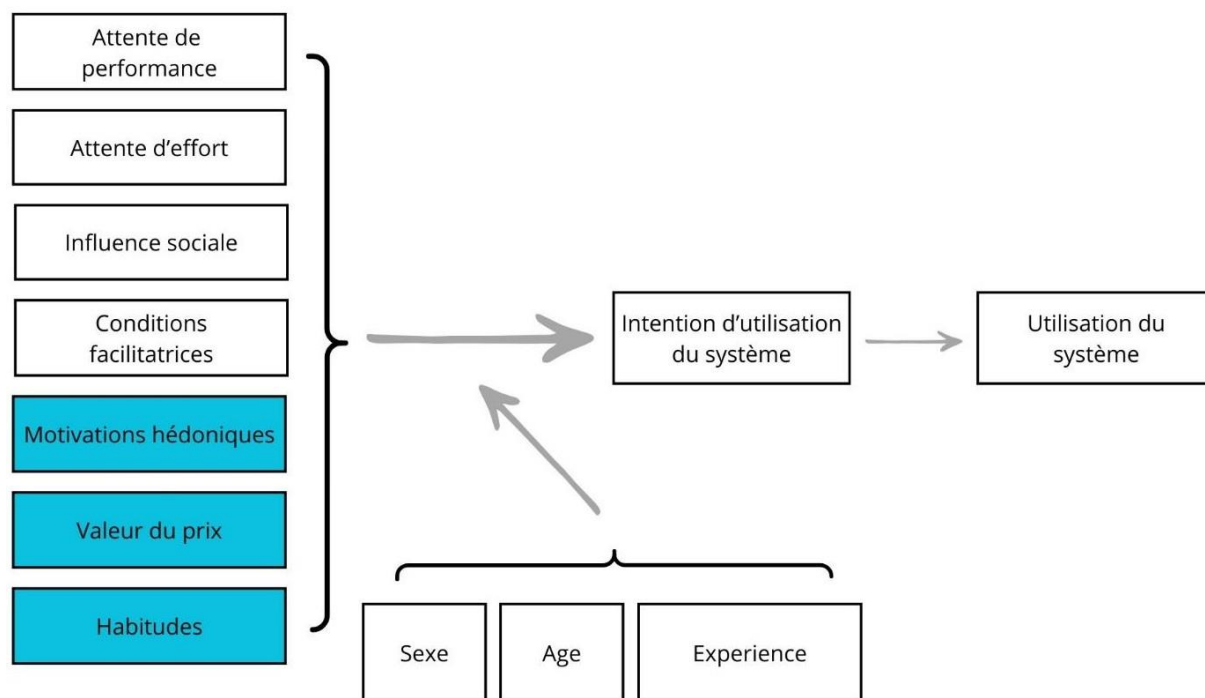 Attente de
performance
Attente d’effort
Influence sociale
Conditions
facilitatrices
Motivations hédoniques
Valeur du prix
Habitudes
Intention d’utilisation
du système
Utilisation du
système
Sexe
Age
Experience